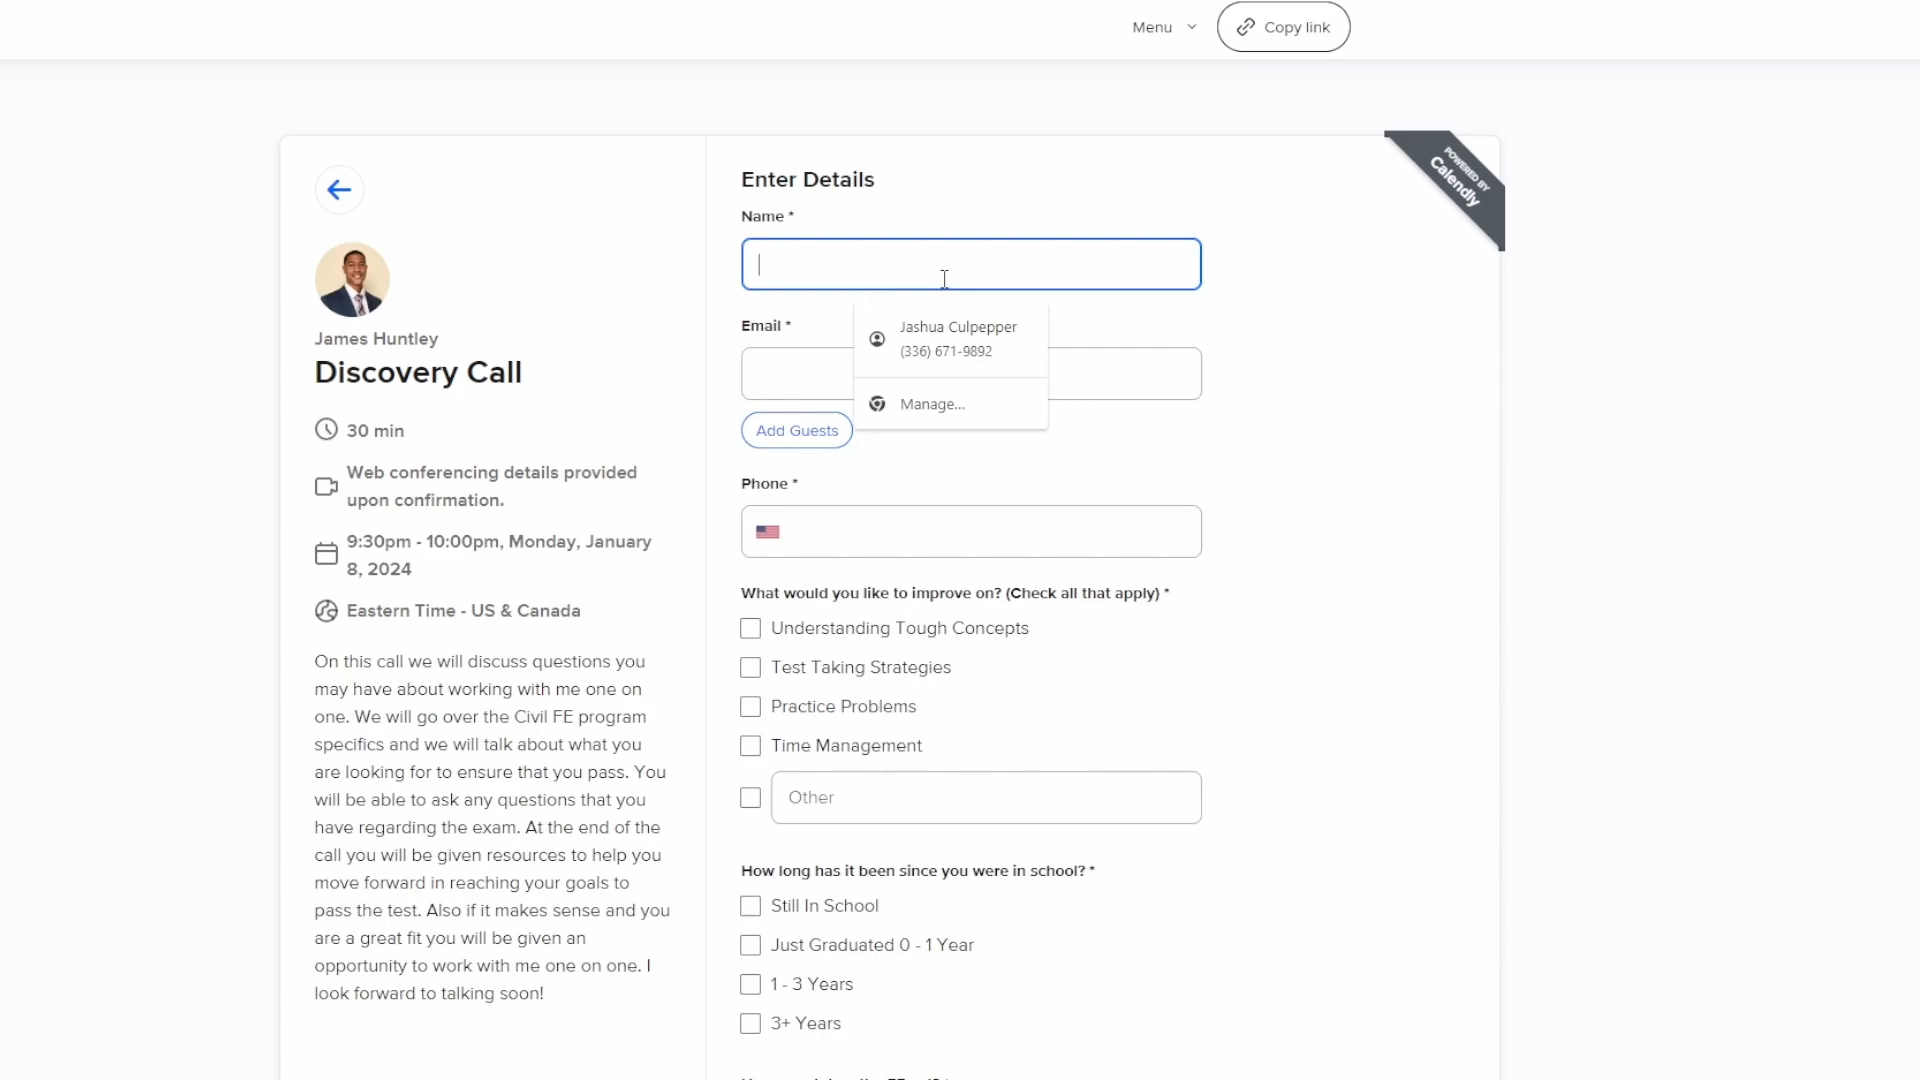 Menu
Copy link
POWERED BY
Calendly
James Huntley
Discovery Call
30 min
Web conferencing details provided
upon confirmation.
9:30pm - 10:00pm, Monday, January
8, 2024
Eastern Time - US & Canada
On this call we will discuss questions you
may have about working with me one on
one. We will go over the Civil FE program
specifics and we will talk about what you
are looking for to ensure that you pass. You
will be able to ask any questions that you
have regarding the exam. At the end of the
call you will be given resources to help you
move forward in reaching your goals to
pass the test. Also if it makes sense and you
are a great fit you will be given an
opportunity to work with me one on one. I
look forward to talking soon!
Enter Details
Name *
Jashua Culpepper
(336) 671-9892
Manage...
Email *
Add Guests
Phone *
What would you like to improve on? (Check all that apply) *
Understanding Tough Concepts
Test Taking Strategies
Practice Problems
Time Management
Other
How long has it been since you were in school? *
Still In School
Just Graduated 0 - 1 Year
1 - 3 Years
3+ Years